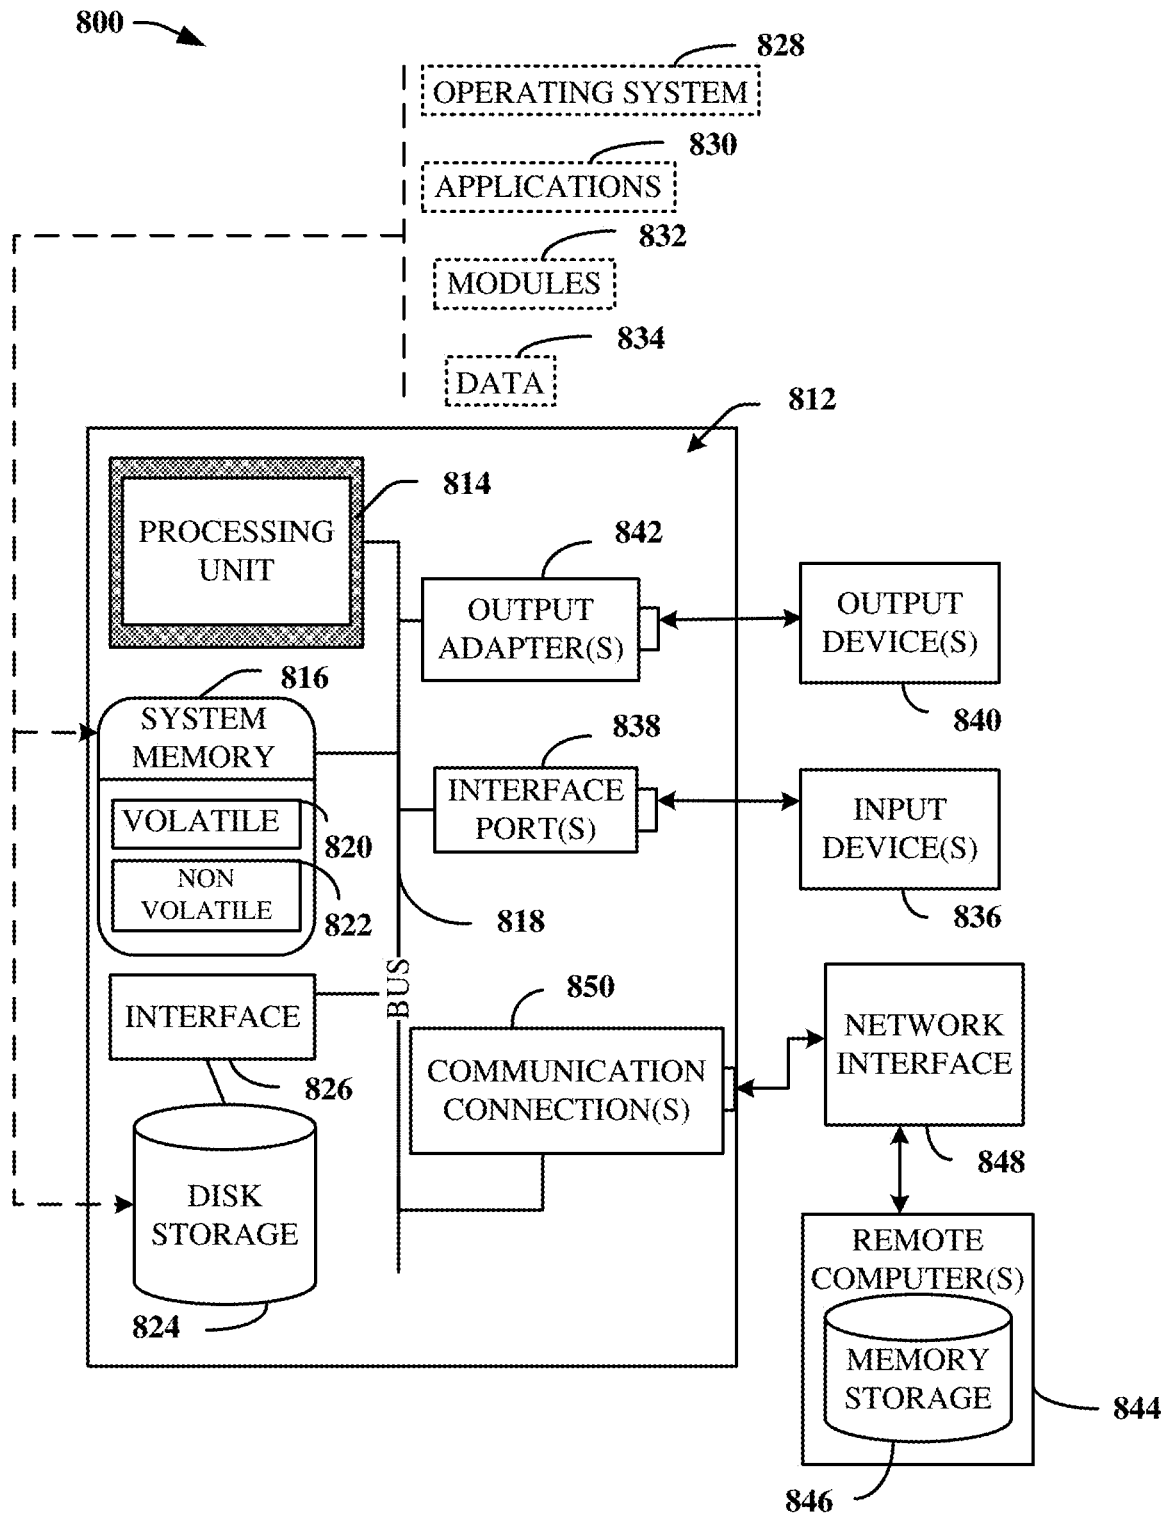 800
828
OPERATING SYSTEM
830
APPLICATIONS
832
MODULES
834
DATA
812
PROCESSING
UNIT
814
842
OUTPUT
ADAPTER(S)
OUTPUT
DEVICE(S)
840
816
SYSTEM
MEMORY
VOLATILE
820
NON
VOLATILE
822
838
INTERFACE
PORT(S)
INPUT
DEVICE(S)
836
818
BUS
INTERFACE
826
850
COMMUNICATION
CONNECTION(S)
NETWORK
INTERFACE
848
DISK
STORAGE
824
REMOTE
COMPUTER(S)
MEMORY
STORAGE
844
846